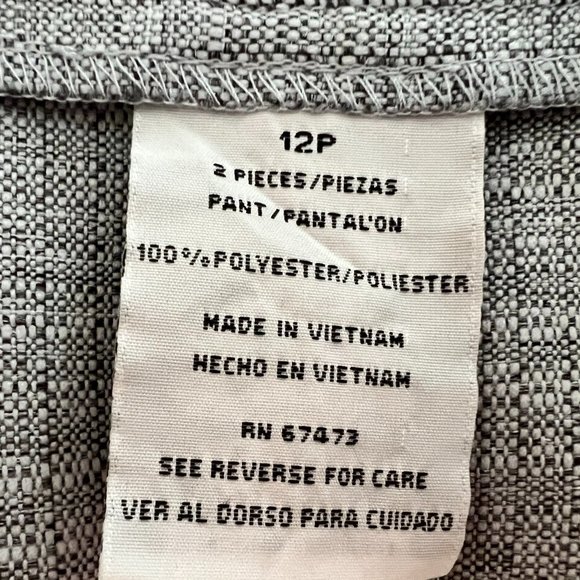 12P
2 PIECES/PIEZAS
PANT/PANTAL'ON
100%POLYESTER/POLIESTER
MADE IN VIETNAM
HECHO EN VIETNAM
RN 67473
SEE REVERSE FOR CARE
VER AL DORSO PARA CUIDADO